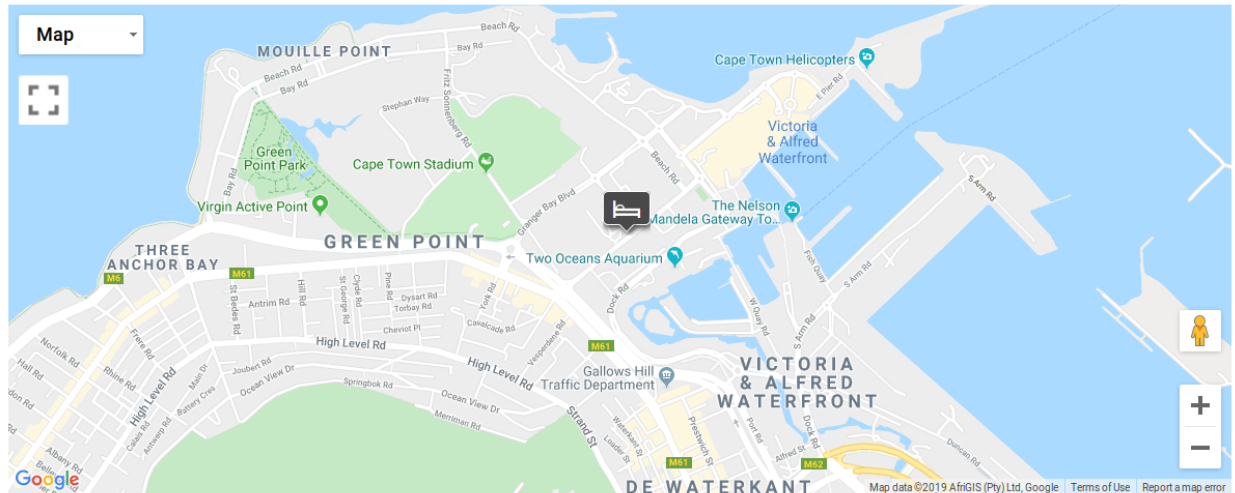 Map
MOUILLE POINT
Beach Rd
Bay Rd
Beach Rd
Bay Rd
Fritz Sonnenberg Rd
Stephan Way
Cape Town Helicopters
E Pier Rd
Victoria
& Alfred
Waterfront
Green
Point Park
Cape Town Stadium
Beach Rd
Bay Rd
Virgin Active Point
Granger Bay Blvd
S Arm Rd
The Nelson
Mandela Gateway To...
GREEN POINT
THREE
ANCHOR BAY
Two Oceans Aquarium
Fish Quay
S Arm Rd
M6
M61
St Bedes Rd
Antrim Rd
Hill Rd
St George Rd
Clyde Rd
Pine Rd
Dysart Rd
Torbay Rd
York Rd
Dock Rd
W Quay Rd
S Arm Rd
Cheviot Pl
Cavalcade Rd
Vesperdene Rd
High Level Rd
M61
Norfolk Rd
Frere Rd
Hall Rd
Rhine Rd
Main Dr
Joubert Rd
Ocean View Dr
High Level Rd
Gallows Hill
Traffic Department
VICTORIA
& ALFRED
WATERFRONT
High Level Rd
Battery Cres
Springbok Rd
Ocean View Dr
Merriman Rd
Strand St
Calais Rd
Antwerp Rd
Waterkant St
Loader St
Prestwich St
Port Rd
Dock Rd
Alfred St
Duncan Rd
Albany Rd
M61
M62
DE WATERKANT
Google
Map data ©2019 AfriGIS (Pty) Ltd, Google
Terms of Use
Report a map error